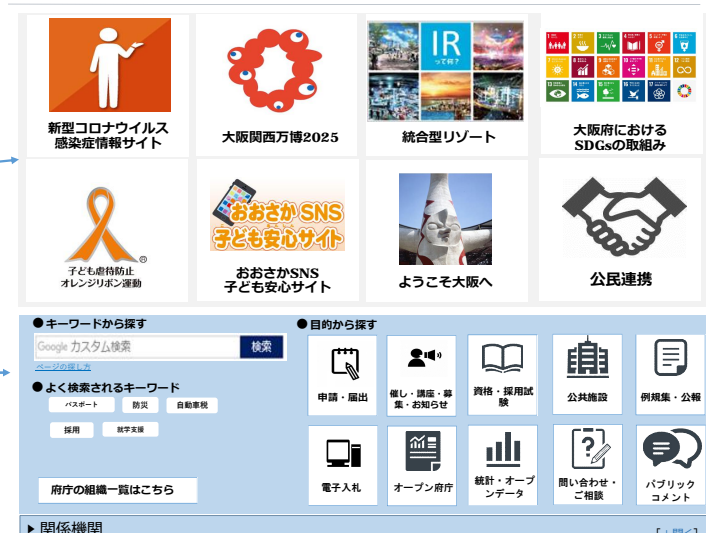 IR
って何?
新型コロナウイルス
感染症情報サイト
大阪関西万博2025
統合型リゾート
大阪府における
SDGsの取組み
おおさか SNS
子ども安心サイト
子ども虐待防止
オレンジリボン運動
®
おおさかSNS
子ども安心サイト
ようこそ大阪へ
公民連携
●キーワードから探す
Google カスタム検索
検索
ページの探し方
●よく検索されるキーワード
パスポート
防災
自動車税
採用
就学支援
府庁の組織一覧はこちら
●目的から探す
申請・届出
催し・講座・募
集・お知らせ
資格・採用試
験
公共施設
例規集・公報
電子入札
オープン府庁
統計・オープ
ンデータ
問い合わせ・
ご相談
パブリック
コメント
▶関係機関